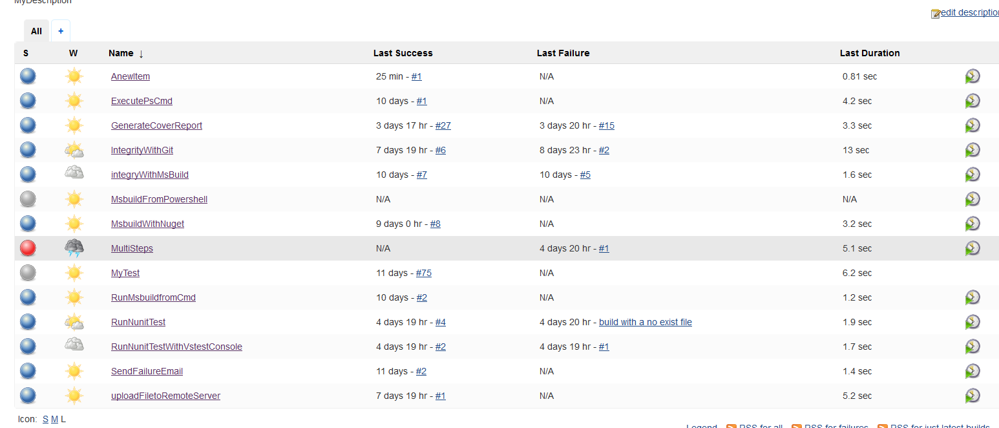 MyDescription
edit description
All +
S W Name ↓ Last Success Last Failure Last Duration
AnewItem 25 min - #1 N/A 0.81 sec
ExecutePsCmd 10 days - #1 N/A 4.2 sec
GenerateCoverReport 3 days 17 hr - #27 3 days 20 hr - #15 3.3 sec
IntegrityWithGit 7 days 19 hr - #6 8 days 23 hr - #2 13 sec
integryWithMsBuild 10 days - #7 10 days - #5 1.6 sec
MsbuildFromPowershell N/A N/A N/A
MsbuildWithNuget 9 days 0 hr - #8 N/A 3.2 sec
MultiSteps N/A 4 days 20 hr - #1 5.1 sec
MyTest 11 days - #75 N/A 6.2 sec
RunMsbuildfromCmd 10 days - #2 N/A 1.2 sec
RunNunitTest 4 days 19 hr - #4 4 days 20 hr - build with a no exist file 1.9 sec
RunNunitTestWithVstestConsole 4 days 19 hr - #2 4 days 19 hr - #1 1.7 sec
SendFailureEmail 11 days - #2 N/A 1.4 sec
uploadFiletoRemoteServer 7 days 19 hr - #1 N/A 5.2 sec
Icon: S M L
Legend RSS for all RSS for failures RSS for just latest builds